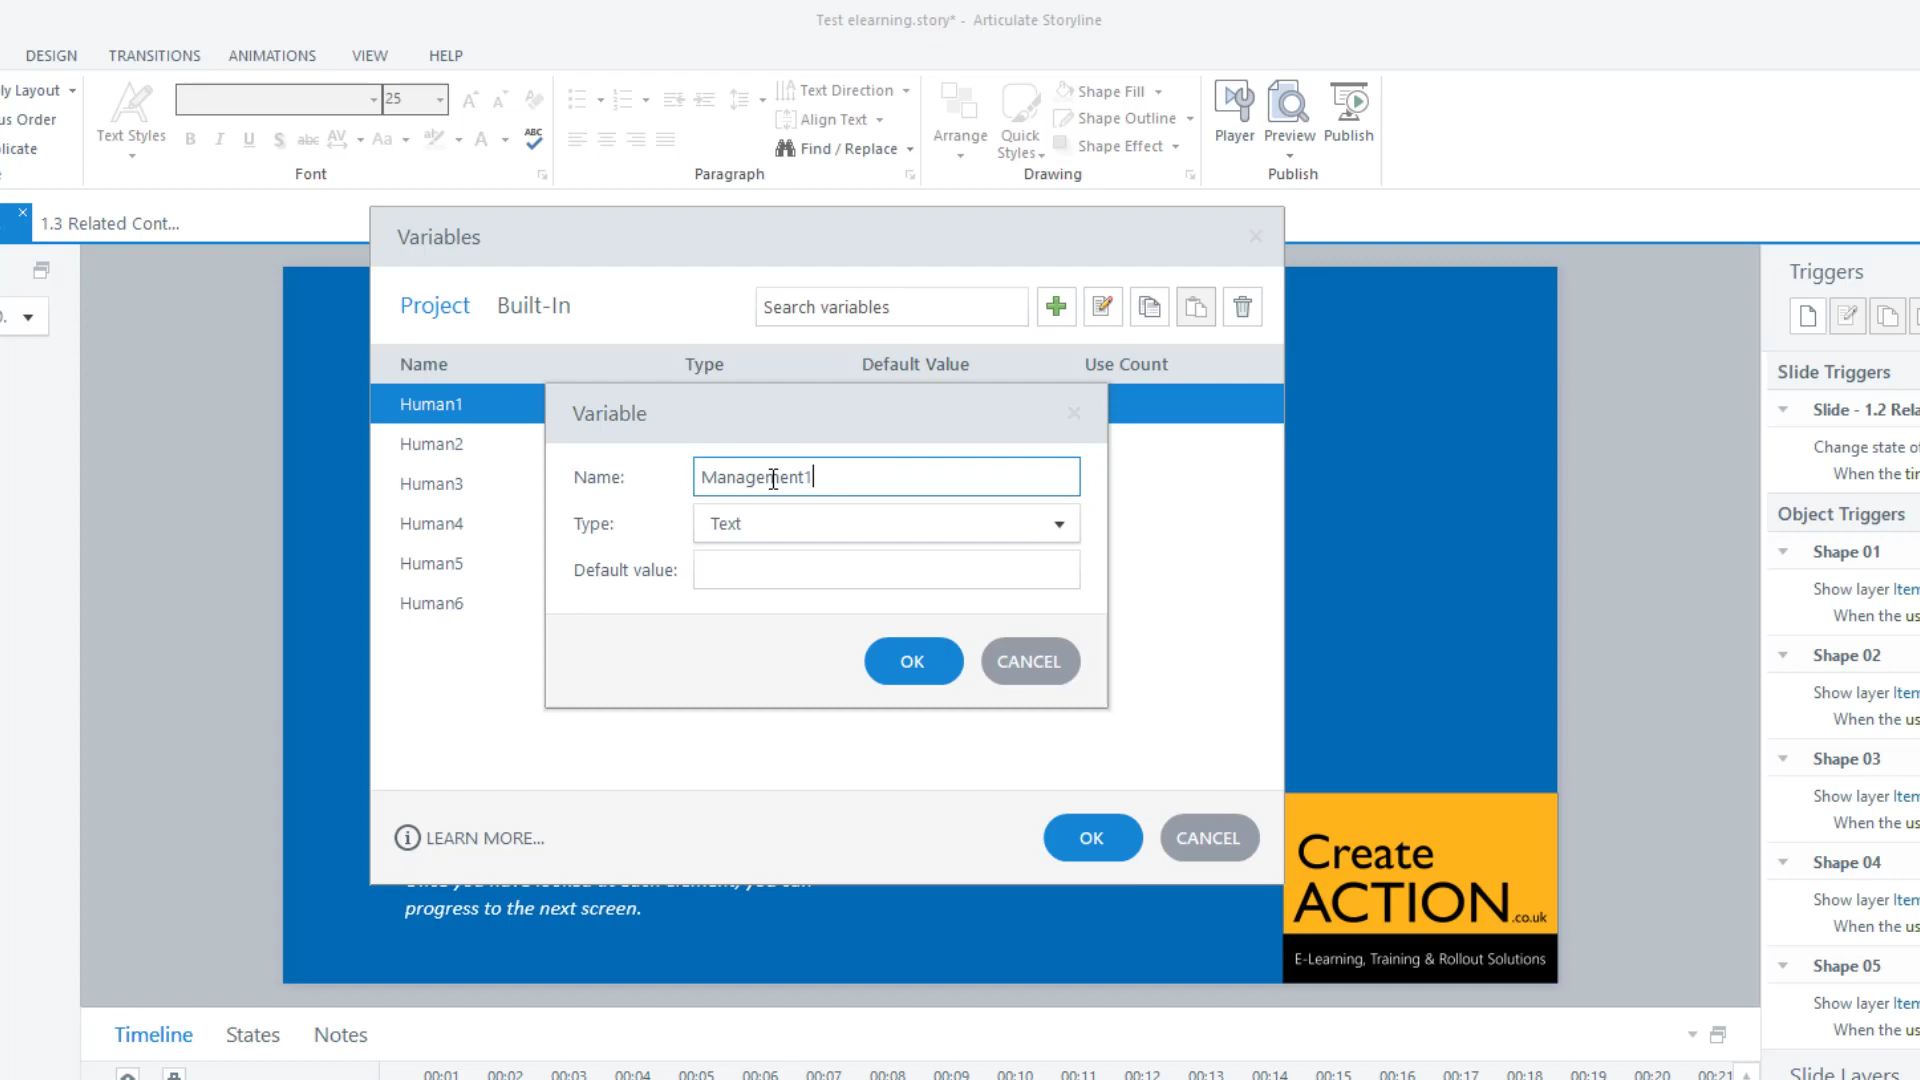 Test elearning.story* - Articulate Storyline
DESIGN TRANSITIONS ANIMATIONS VIEW HELP
ly Layout
us Order
licate
Text Styles
25
Font
Text Direction
Align Text
Find / Replace
Paragraph
Arrange
Quick Styles
Shape Fill
Shape Outline
Shape Effect
Drawing
Player
Preview
Publish
Publish
1.3 Related Cont...
Variables
Project Built-In
Search variables
Name Type Default Value Use Count
Human1
Human2
Human3
Human4
Human5
Human6
Variable
Name: Management1
Type: Text
Default value:
OK CANCEL
LEARN MORE...
OK CANCEL
progress to the next screen.
Create
ACTION.co.uk
E-Learning, Training & Rollout Solutions
Triggers
Slide Triggers
Slide - 1.2 Rela
Change state of
When the tin
Object Triggers
Shape 01
Show layer Item
When the us
Shape 02
Show layer Item
When the us
Shape 03
Show layer Item
When the us
Shape 04
Show layer Item
When the us
Shape 05
Show layer Item
When the us
Slide Layers
Timeline States Notes
00:01 00:02 00:03 00:04 00:05 00:06 00:07 00:08 00:09 00:10 00:11 00:12 00:13 00:14 00:15 00:16 00:17 00:18 00:19 00:20 00:21